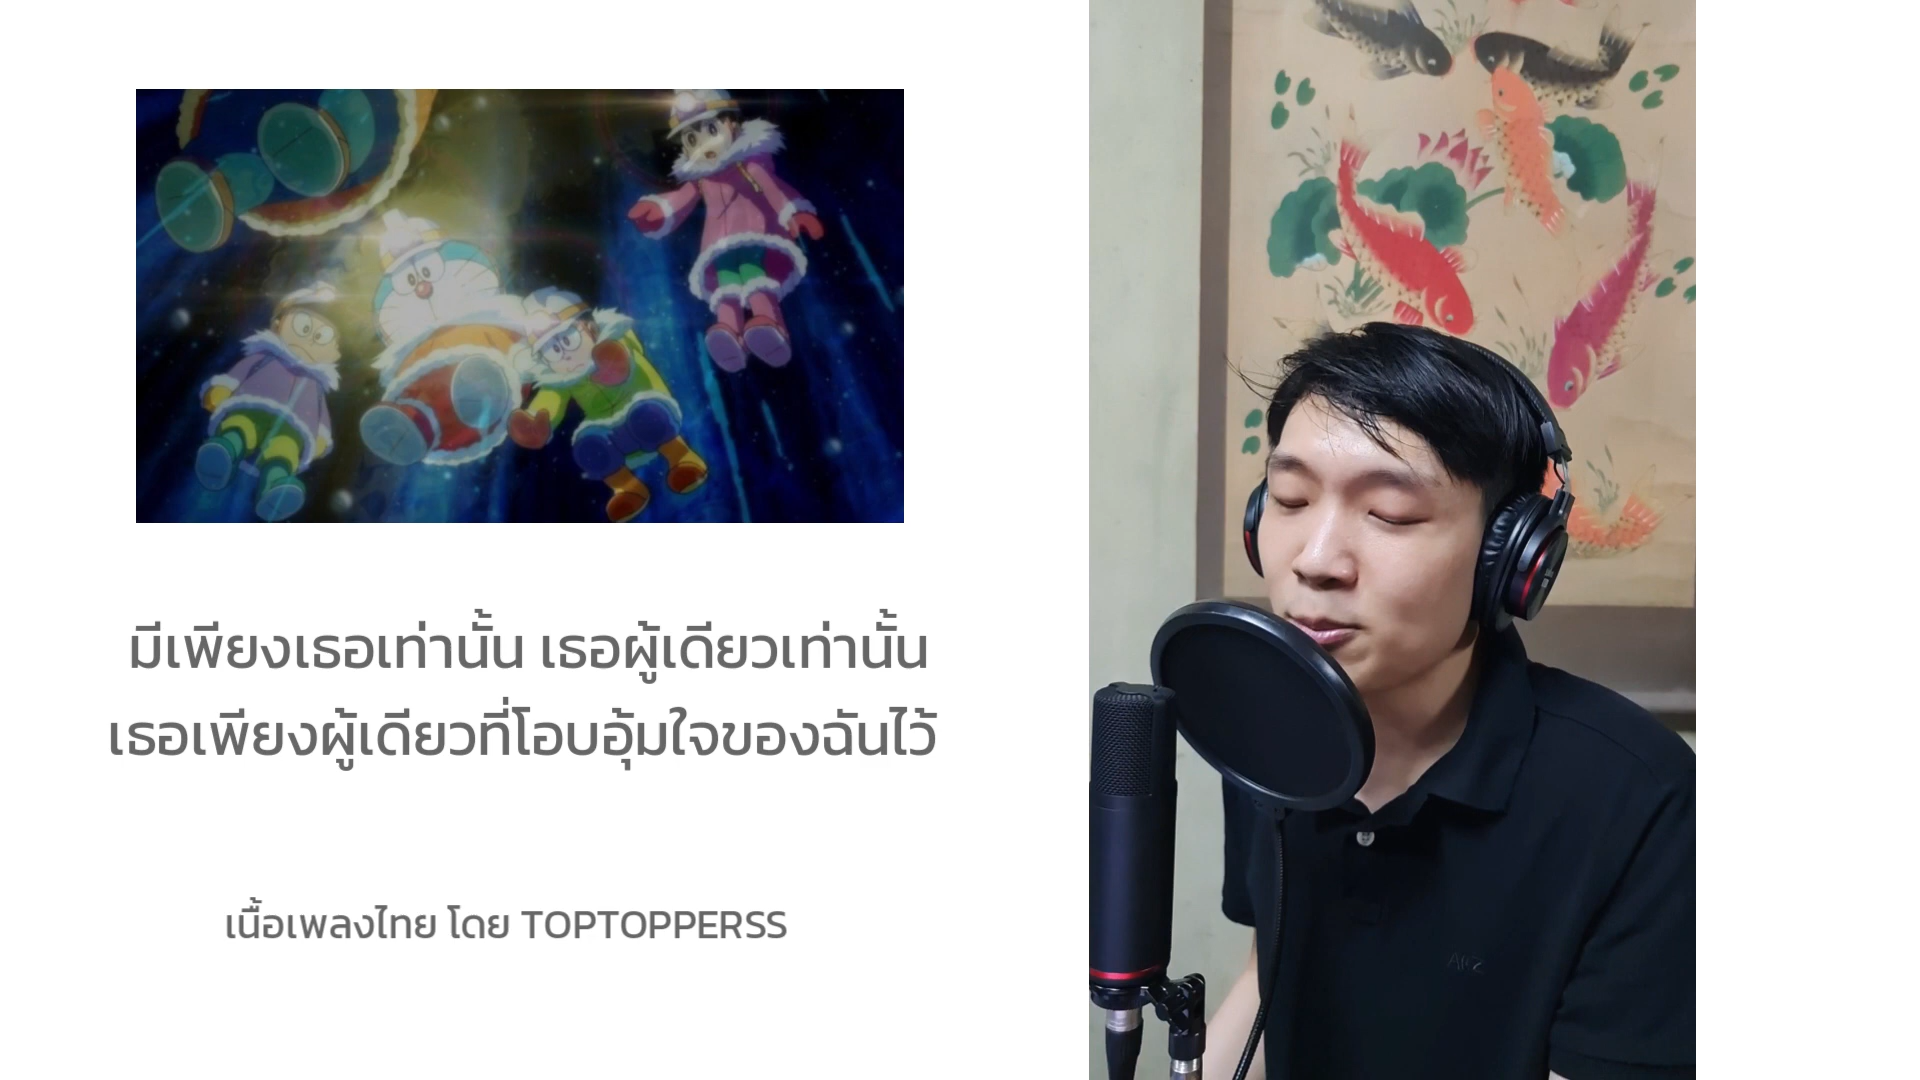 มีเพียงเธอเท่านั้น เธอผู้เดียวเท่านั้น
เธอเพียงผู้เดียวที่โอบอุ้มใจของฉันไว้
เนื้อเพลงไทย โดย TOPTOPPERSS